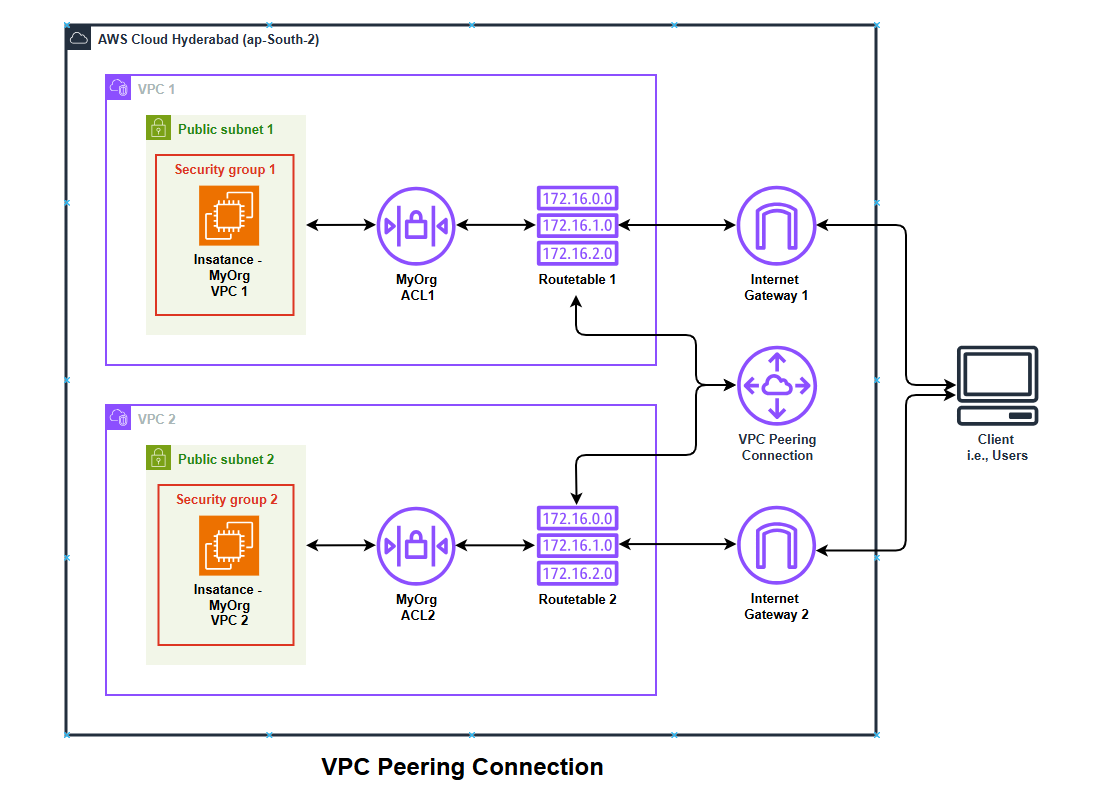 AWS Cloud Hyderabad (ap-South-2)
VPC 1
Public subnet 1
Security group 1
Insatance -
MyOrg
VPC 1
MyOrg
ACL1
172.16.0.0
172.16.1.0
172.16.2.0
Routetable 1
Internet
Gateway 1
VPC Peering
Connection
Client
i.e., Users
VPC 2
Public subnet 2
Security group 2
Insatance -
MyOrg
VPC 2
MyOrg
ACL2
172.16.0.0
172.16.1.0
172.16.2.0
Routetable 2
Internet
Gateway 2
VPC Peering Connection